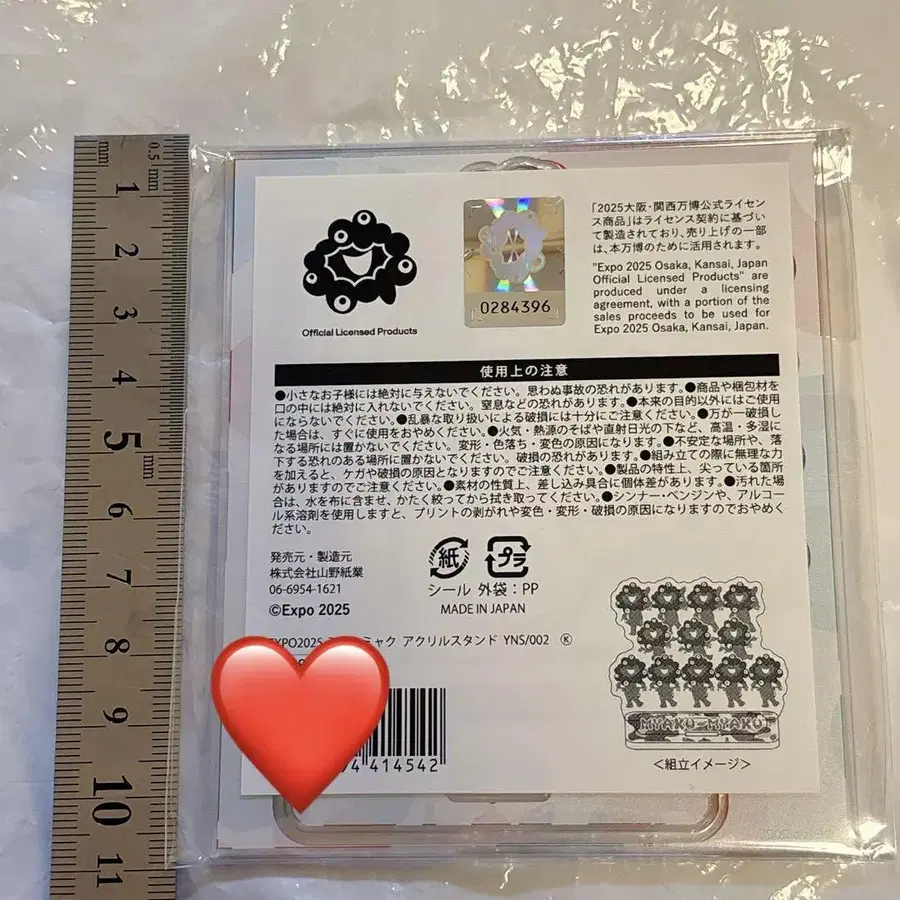 mm
0.5 mm
1
2
3
4
5
mm
6
7
8
9
10
11
Official Licensed Products
0284396
「2025大阪・関西万博公式ライセン
ス商品」はライセンス契約に基づい
て製造されており、売り上げの一部
は、本万博のために活用されます。
"Expo 2025 Osaka, Kansai, Japan
Official Licensed Products" are
produced under a licensing
agreement, with a portion of the
sales proceeds to be used for
Expo 2025 Osaka, Kansai, Japan.
使用上の注意
●小さなお子様には絶対に与えないでください。思わぬ事故の恐れがあります。●商品や梱包材を
口の中には絶対に入れないでください。窒息などの恐れがあります。●本来の目的以外にはご使用
にならないでください。●乱暴な取り扱いによる破損には十分にご注意ください。●万が一破損し
た場合は、すぐに使用をおやめください。●火気・熱源のそばや直射日光の下など、高温・多湿に
なる場所には置かないでください。変形・色落ち・変色の原因になります。●不安定な場所や、落
下する恐れのある場所に置かないでください。破損の恐れがあります。●組み立ての際に無理な力
を加えると、ケガや破損の原因となりますのでご注意ください。●製品の特性上、尖っている箇所
がありますのでご注意ください。●素材の性質上、差し込み具合に個体差があります。●汚れた場
合は、水を布に含ませ、かたく絞ってから拭き取ってください。●シンナー・ベンジンや、アルコー
ル系溶剤を使用しますと、プリントの剥がれや変色・変形・破損の原因になりますのでおやめく
ださい。
発売元・製造元
株式会社山野紙業
06-6954-1621
©Expo 2025
紙
プラ
シール 外袋：PP
MADE IN JAPAN
EXPO2025 ミャク アクリルスタンド YNS/002 Ⓚ
4 414542
MYAKU-MYAKU
＜組立イメージ＞